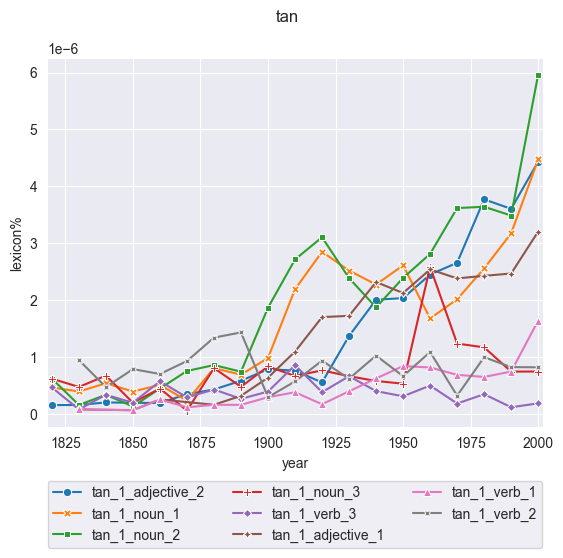 tan
1e−6
6
5
4
3
2
1
0
lexicon%
1825 1850 1875 1900 1925 1950 1975 2000
year
tan_1_adjective_2 tan_1_noun_3 tan_1_verb_1
tan_1_noun_1 tan_1_verb_3 tan_1_verb_2
tan_1_noun_2 tan_1_adjective_1